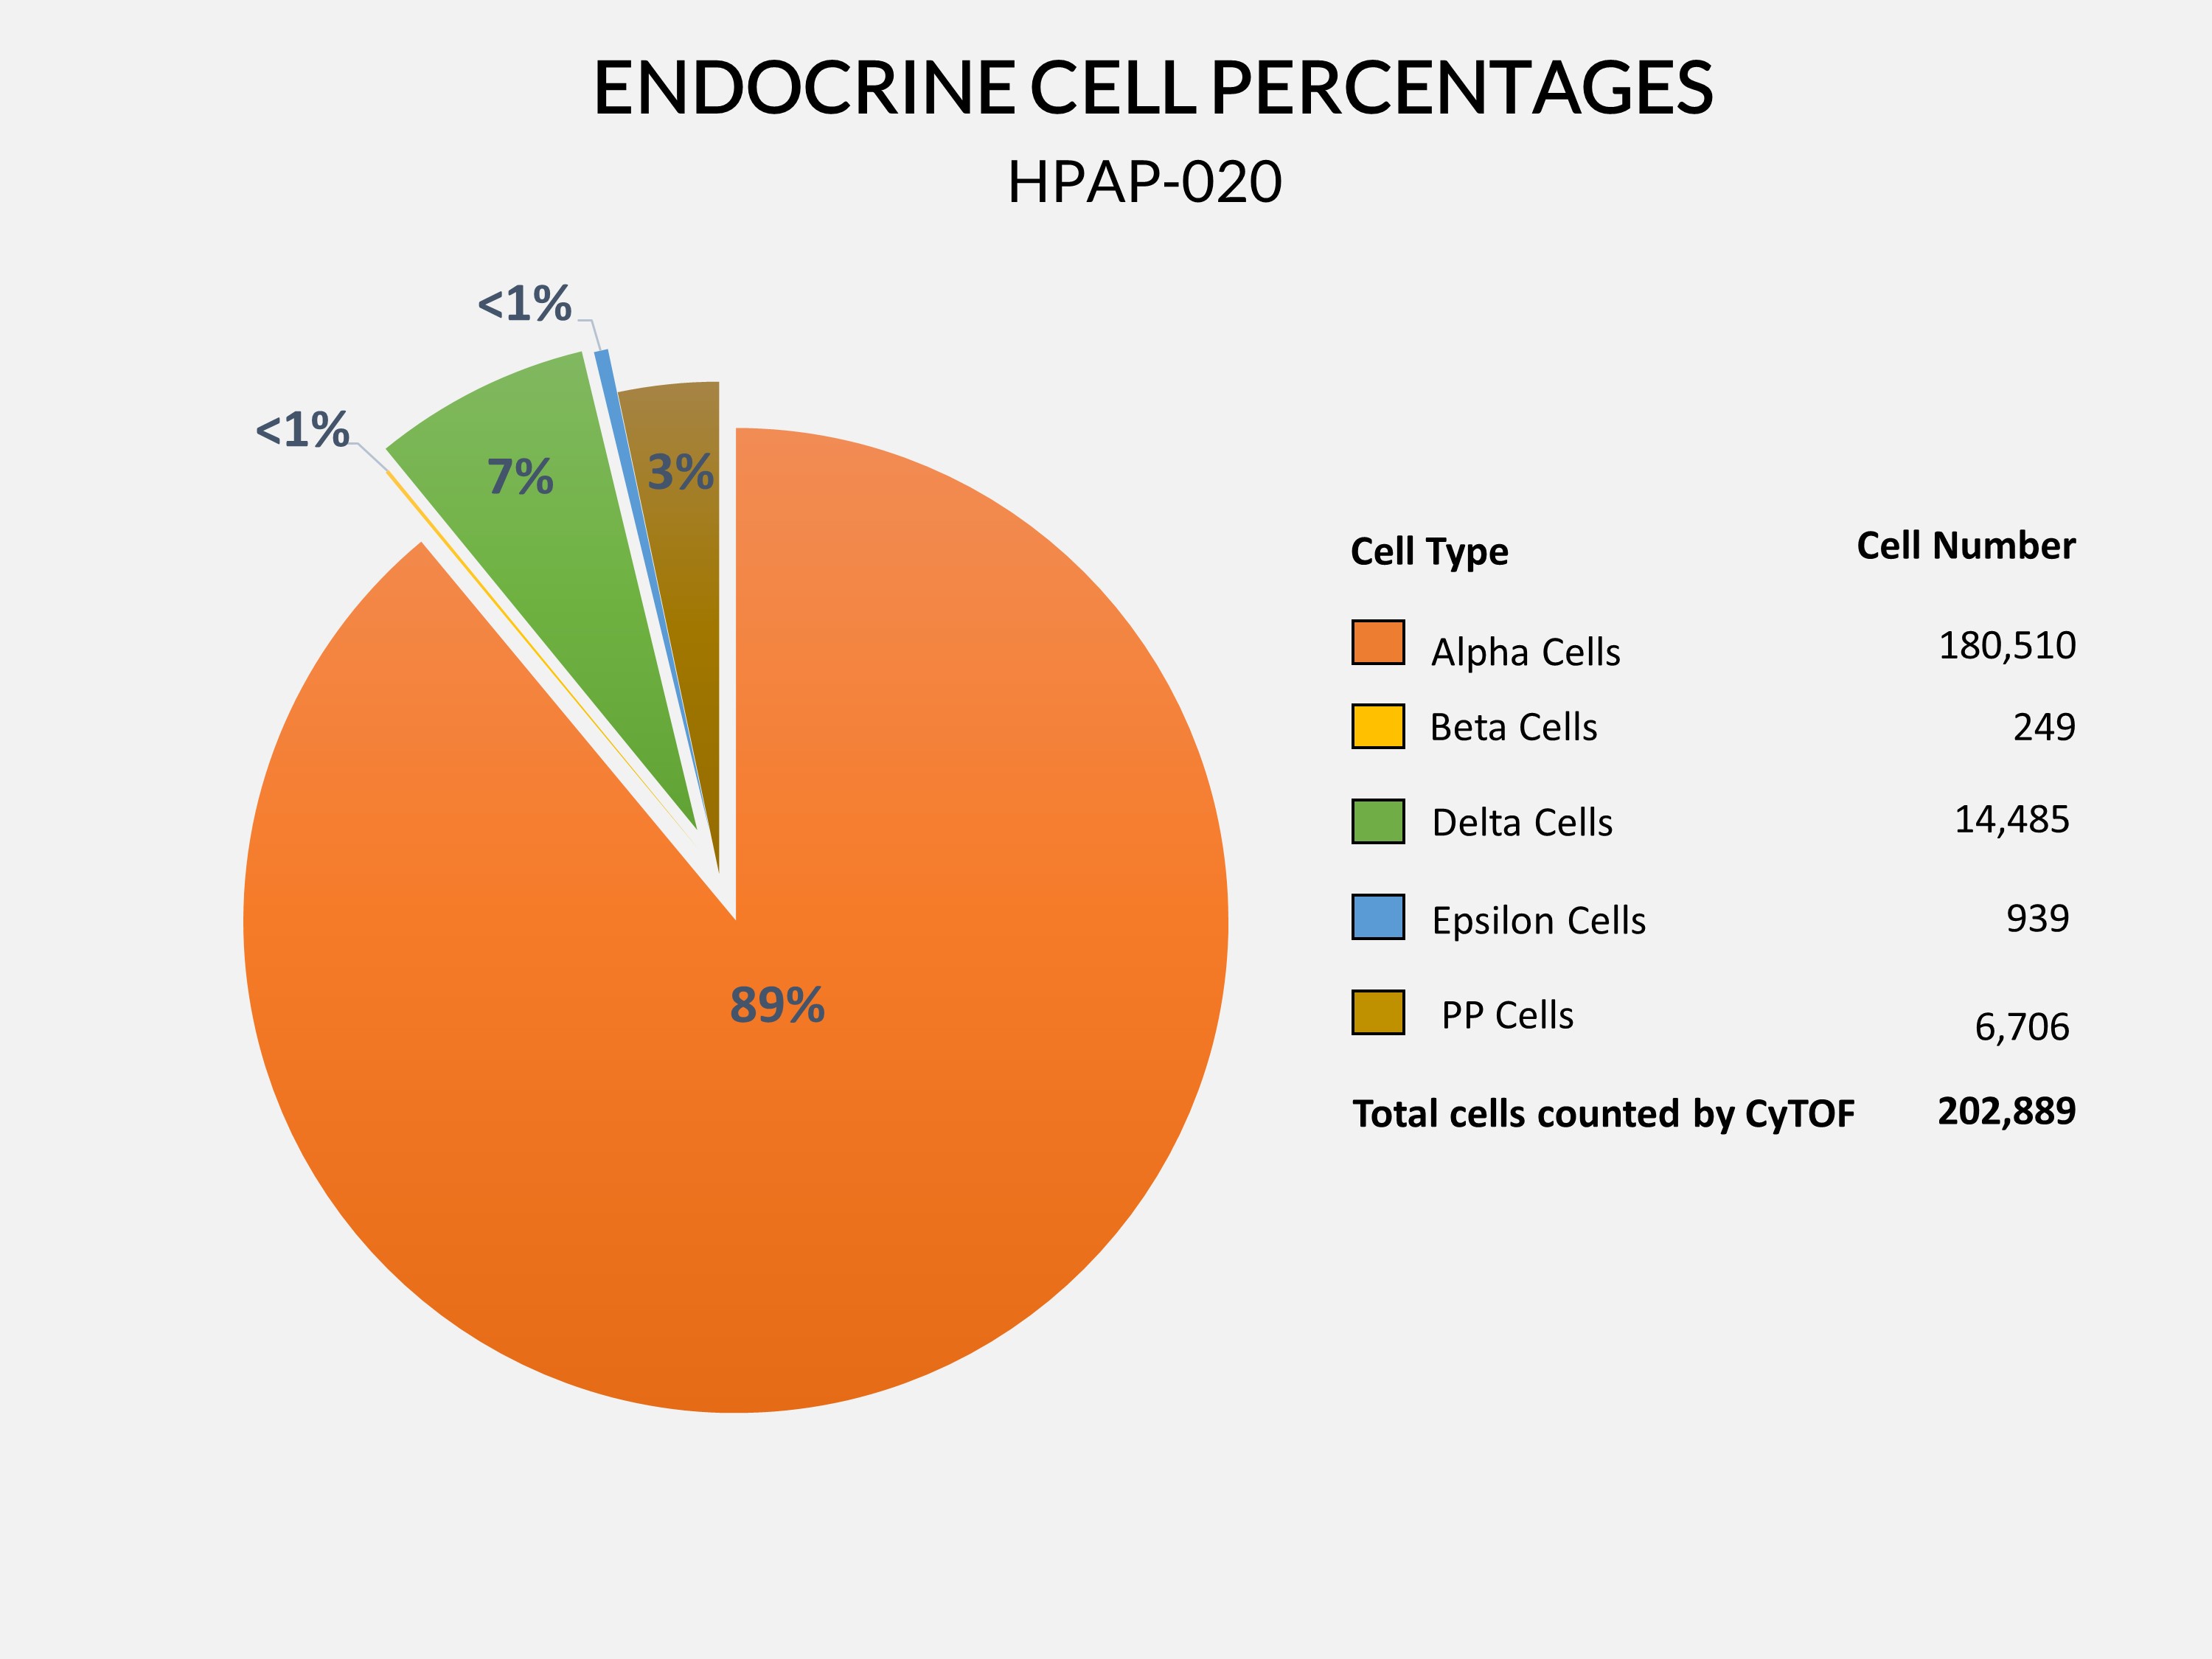 ENDOCRINE CELL PERCENTAGES
HPAP-020
<1%
<1%
7%
3%
89%
Cell Type Cell Number
Alpha Cells 180,510
Beta Cells 249
Delta Cells 14,485
Epsilon Cells 939
PP Cells 6,706
Total cells counted by CyTOF 202,889